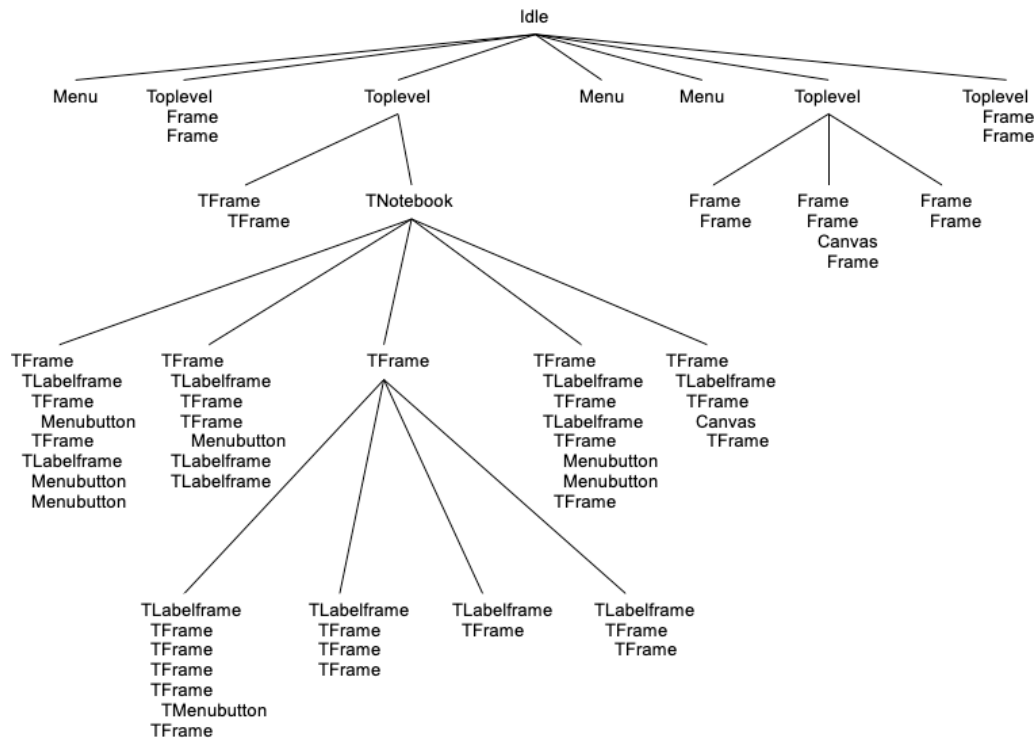 Idle
Menu
Toplevel
Frame
Frame
Toplevel
Menu
Menu
Toplevel
Toplevel
Frame
Frame
TFrame
TFrame
TNotebook
Frame
Frame
Frame
Frame
Canvas
Frame
Frame
Frame
TFrame
TLabelframe
TFrame
Menubutton
TFrame
TLabelframe
Menubutton
Menubutton
TFrame
TLabelframe
TFrame
TFrame
Menubutton
TLabelframe
TLabelframe
TFrame
TFrame
TLabelframe
TFrame
TLabelframe
TFrame
Menubutton
Menubutton
TFrame
TFrame
TLabelframe
TFrame
Canvas
TFrame
TLabelframe
TFrame
TFrame
TFrame
TFrame
TMenubutton
TFrame
TLabelframe
TFrame
TFrame
TFrame
TLabelframe
TFrame
TLabelframe
TFrame
TFrame